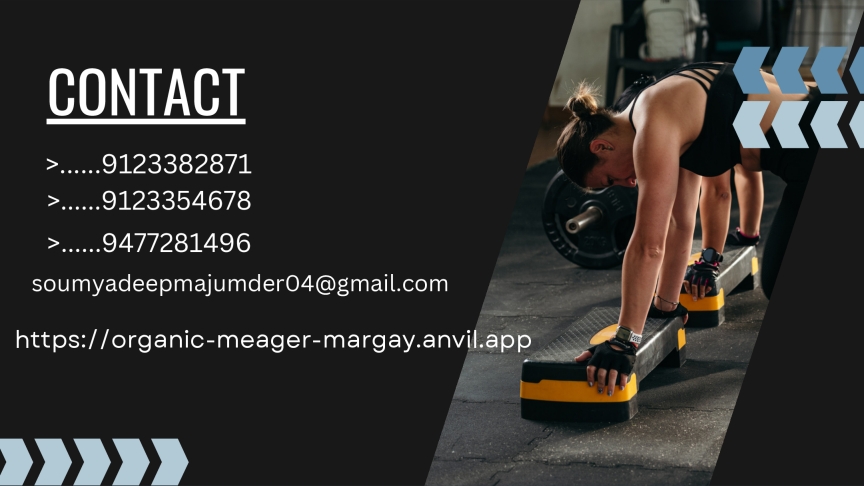 CONTACT
>......9123382871
>......9123354678
>......9477281496
soumyadeepmajumder04@gmail.com
https://organic-meager-margay.anvil.app